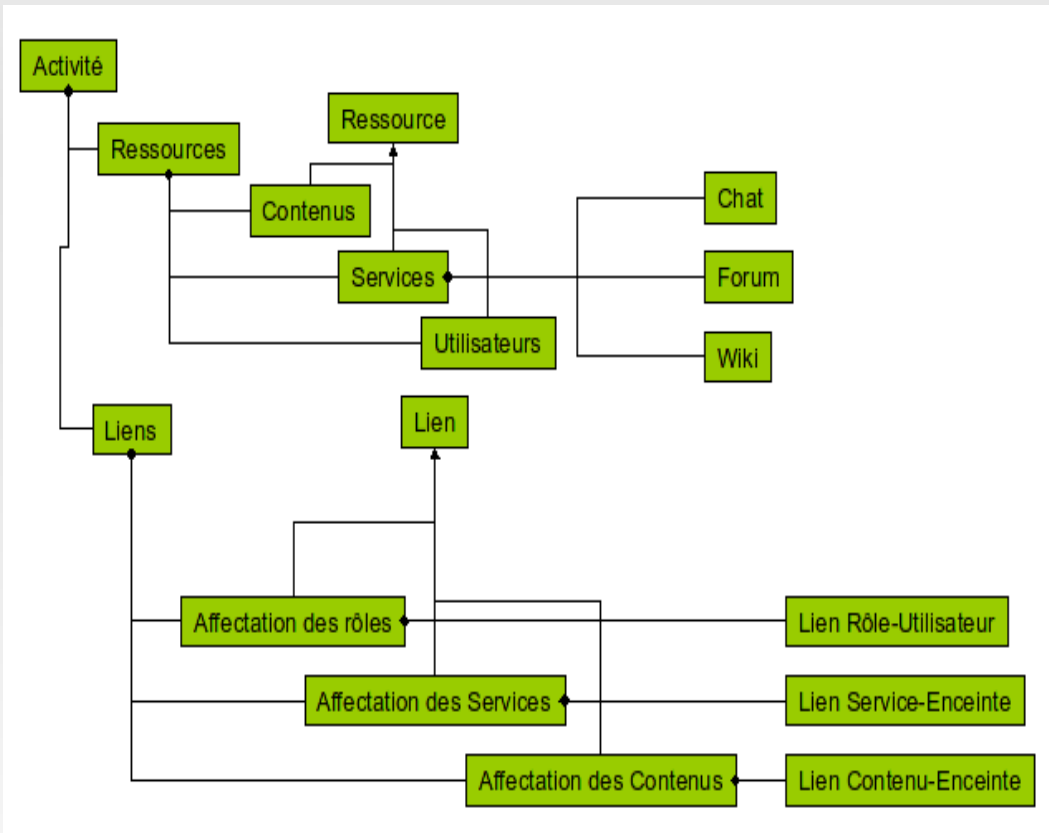 Activité
Ressource
Ressources
Contenus
Chat
Services
Forum
Utilisateurs
Wiki
Liens
Lien
Affectation des rôles
Lien Rôle-Utilisateur
Affectation des Services
Lien Service-Enceinte
Affectation des Contenus
Lien Contenu-Enceinte